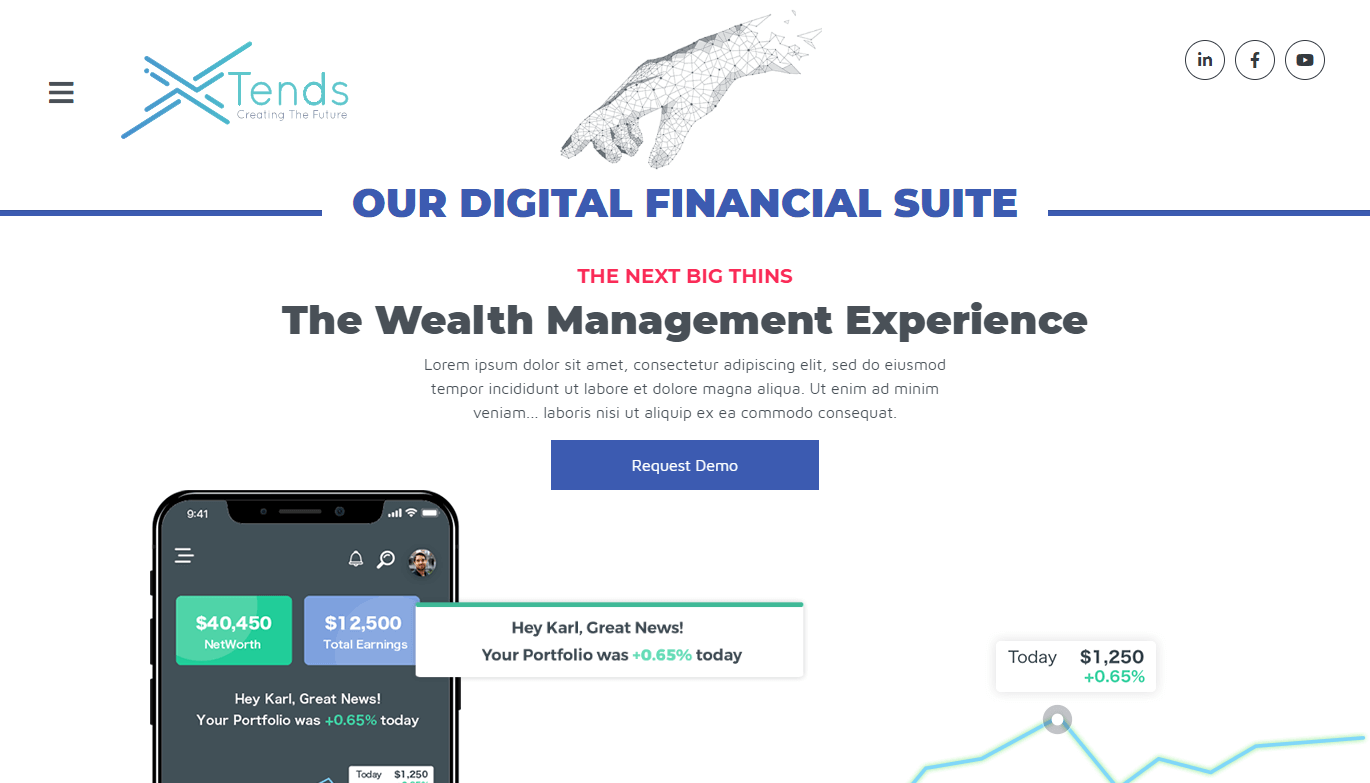 Tends
Creating The Future
in
OUR DIGITAL FINANCIAL SUITE
THE NEXT BIG THINS
The Wealth Management Experience
Lorem ipsum dolor sit amet, consectetur adipiscing elit, sed do eiusmod
tempor incididunt ut labore et dolore magna aliqua. Ut enim ad minim
veniam... laboris nisi ut aliquip ex ea commodo consequat.
Request Demo
9:41
$40,450
NetWorth
$12,500
Total Earnings
Hey Karl, Great News!
Your Portfolio was +0.65% today
Hey Karl, Great News!
Your Portfolio was +0.65% today
Today $1,250
Today $1,250
+0.65%